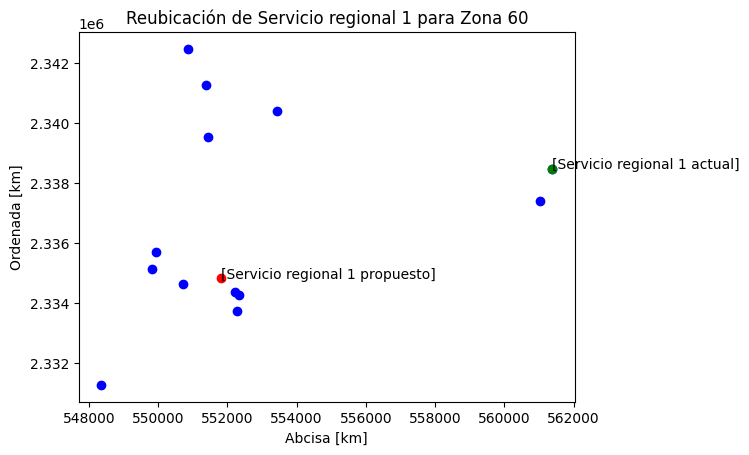 Reubicación de Servicio regional 1 para Zona 60
1e6
2.342
2.340
2.338
2.336
2.334
2.332
Ordenada [km]
[Servicio regional 1 actual]
[Servicio regional 1 propuesto]
548000 550000 552000 554000 556000 558000 560000 562000
Abcisa [km]